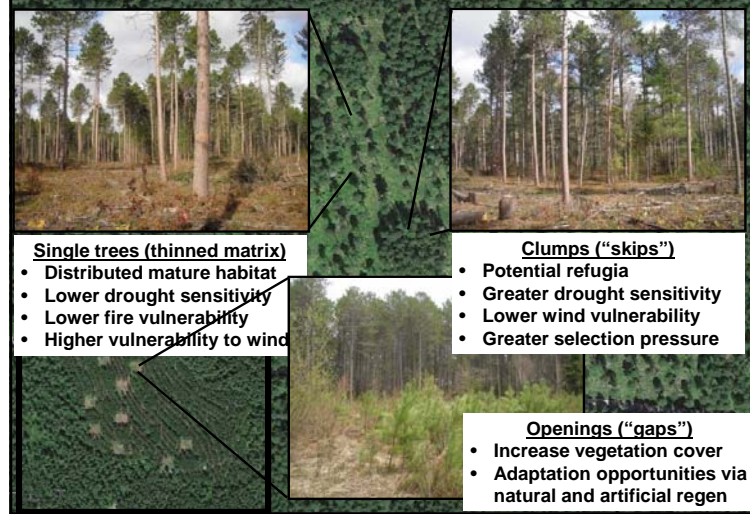 Single trees (thinned matrix)
• Distributed mature habitat
• Lower drought sensitivity
• Lower fire vulnerability
• Higher vulnerability to wind
Clumps (“skips”)
• Potential refugia
• Greater drought sensitivity
• Lower wind vulnerability
• Greater selection pressure
Openings (“gaps”)
• Increase vegetation cover
• Adaptation opportunities via
natural and artificial regen